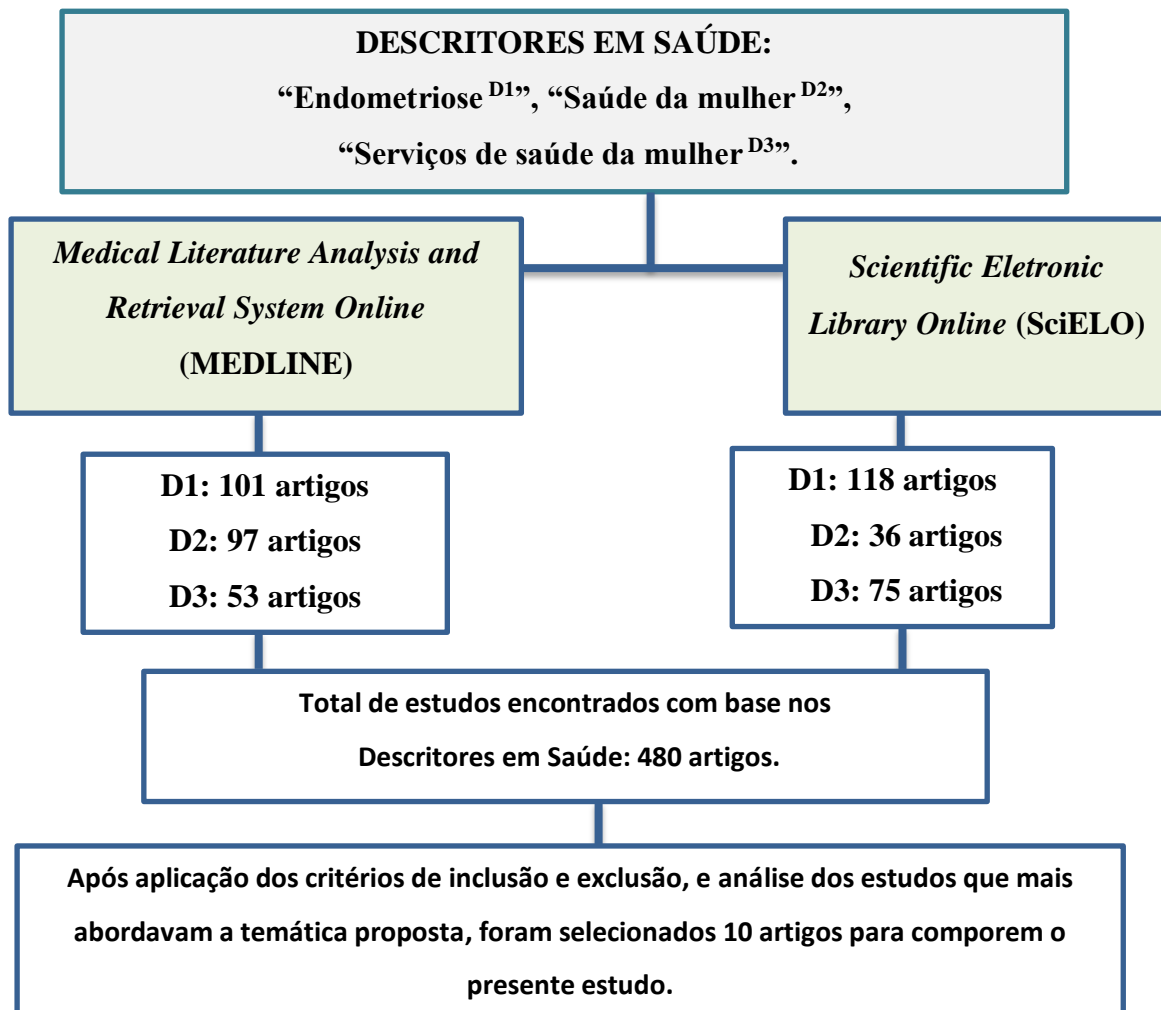 DESCRITORES EM SAÚDE:
“Endometriose D1”, “Saúde da mulher D2”,
“Serviços de saúde da mulher D3”.
Medical Literature Analysis and
Retrieval System Online
(MEDLINE)
Scientific Eletronic
Library Online (SciELO)
D1: 101 artigos
D2: 97 artigos
D3: 53 artigos
D1: 118 artigos
D2: 36 artigos
D3: 75 artigos
Total de estudos encontrados com base nos
Descritores em Saúde: 480 artigos.
Após aplicação dos critérios de inclusão e exclusão, e análise dos estudos que mais
abordavam a temática proposta, foram selecionados 10 artigos para comporem o
presente estudo.